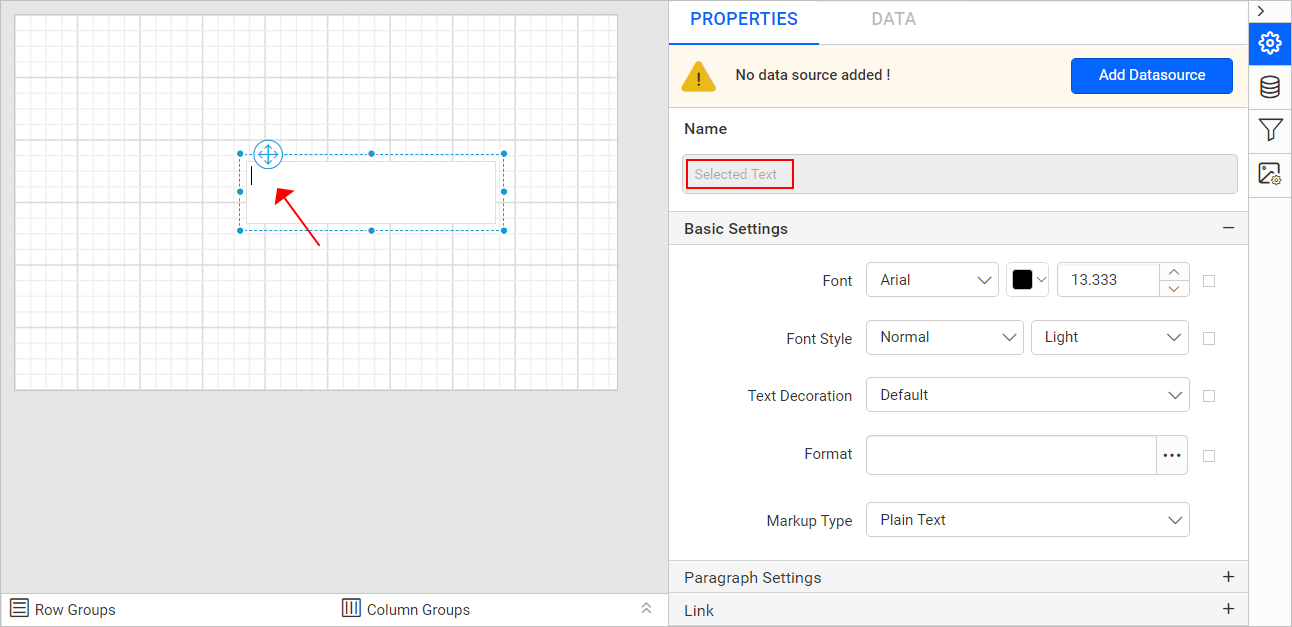 PROPERTIES DATA
No data source added ! Add Datasource
Name
Selected Text
Basic Settings
Font Arial 13.333
Font Style Normal Light
Text Decoration Default
Format
Markup Type Plain Text
Paragraph Settings
Link
Row Groups Column Groups